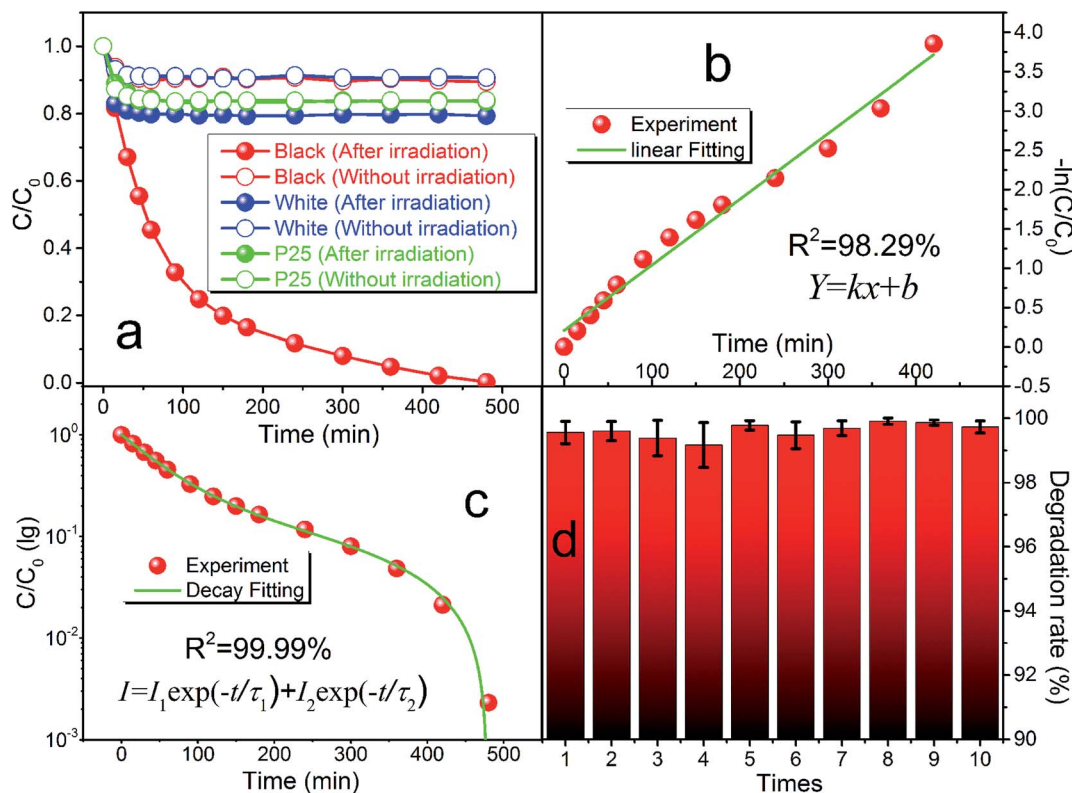 1.0
0.8
0.6
0.4
0.2
0.0
C/C0
Black (After irradiation)
Black (Without irradiation)
White (After irradiation)
White (Without irradiation)
P25 (After irradiation)
P25 (Without irradiation)
a
0 100 200 300 400 500
Time (min)
b
Experiment
linear Fitting
R²=98.29%
Y=kx+b
Time (min)
0 100 200 300 400
4.0
3.5
3.0
2.5
2.0
1.5
1.0
0.5
0.0
-0.5
-ln(C/C0)
10⁰
10⁻¹
10⁻²
10⁻³
C/C0 (lg)
c
Experiment
Decay Fitting
R²=99.99%
I=I1exp(-t/τ1)+I2exp(-t/τ2)
0 100 200 300 400 500
Time (min)
d
100
98
96
94
92
90
Degradation rate (%)
1 2 3 4 5 6 7 8 9 10
Times